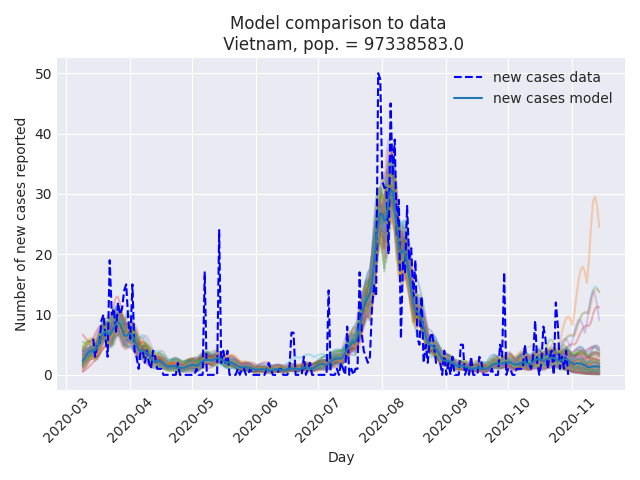 Model comparison to data
Vietnam, pop. = 97338583.0
new cases data
new cases model
Number of new cases reported
50
40
30
20
10
0
2020-03
2020-04
2020-05
2020-06
2020-07
2020-08
2020-09
2020-10
2020-11
Day